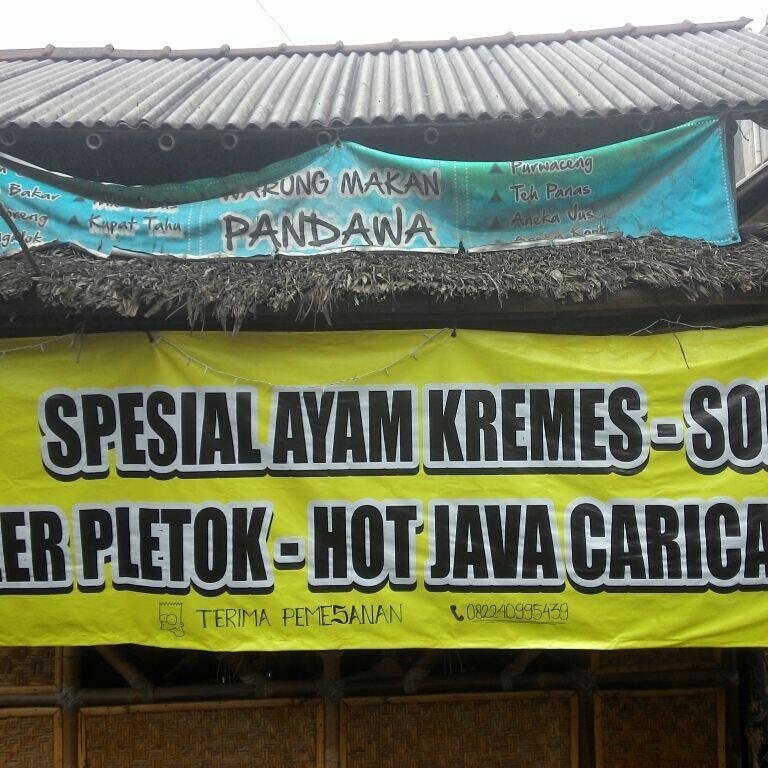 Bakar
Kupat Tahu
WARUNG MAKAN
PANDAWA
Purwaceng
Teh Panas
Aneka Jus
SPESIAL AYAM KREMES - SO
ER PLETOK - HOT JAVA CARICA
TERIMA PEMESANAN 082240995439